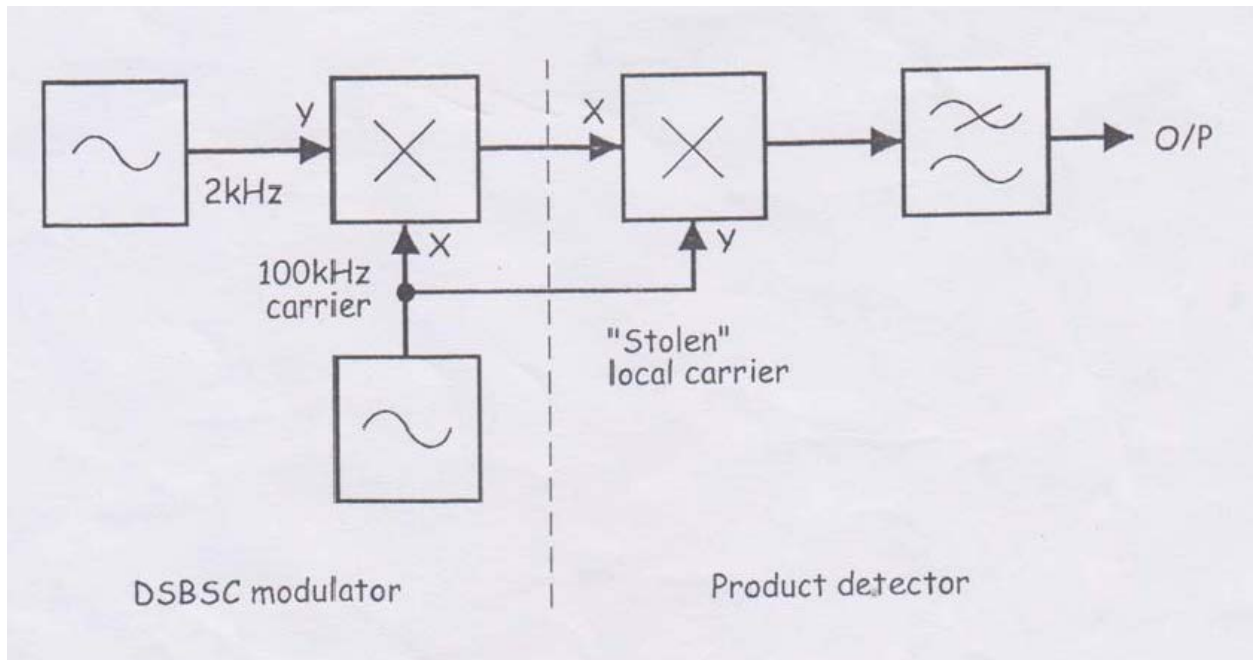 Y
2kHz
X
100kHz
carrier
X
Y
O/P
"Stolen"
local carrier
DSBSC modulator
Product detector